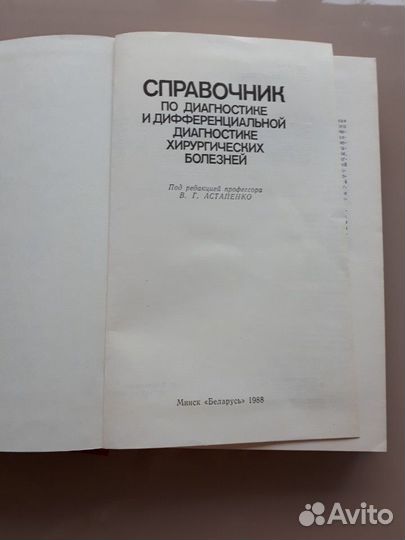 СПРАВОЧНИК
ПО ДИАГНОСТИКЕ
И ДИФФЕРЕНЦИАЛЬНОЙ
ДИАГНОСТИКЕ
ХИРУРГИЧЕСКИХ
БОЛЕЗНЕЙ
Под редакцией профессора
В. Г. АСТАПЕНКО
Минск «Беларусь» 1988
Avito